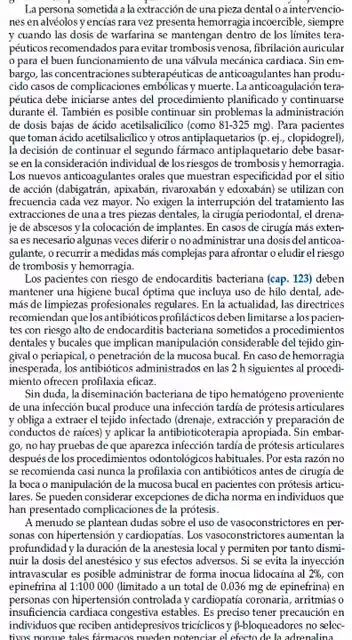 La persona sometida a la extracción de una pieza dental o a intervencio-
nes en alvéolos y encías rara vez presenta hemorragia incoercible, siempre
y cuando las dosis de warfarina se mantengan dentro de los límites tera-
péuticos recomendados para evitar trombosis venosa, fibrilación auricular
o para el buen funcionamiento de una válvula mecánica cardiaca. Sin em-
bargo, las concentraciones subterapéuticas de anticoagulantes han produ-
cido casos de complicaciones embólicas y muerte. La anticoagulación tera-
péutica debe iniciarse antes del procedimiento planificado y continuarse
durante él. También es posible continuar sin problemas la administración
de dosis bajas de ácido acetilsalicílico (como 81-325 mg). Para pacientes
que toman ácido acetilsalicílico y otros antiplaquetarios (p. ej., clopidogrel),
la decisión de continuar el segundo fármaco antiplaquetario debe basar-
se en la consideración individual de los riesgos de trombosis y hemorragia.
Los nuevos anticoagulantes orales que muestran especificidad por el sitio
de acción (dabigatrán, apixabán, rivaroxabán y edoxabán) se utilizan con
frecuencia cada vez mayor. No exigen la interrupción del tratamiento las
extracciones de una a tres piezas dentales, la cirugía periodontal, el drena-
je de abscesos y la colocación de implantes. En casos de cirugía más exten-
sa es necesario algunas veces diferir o no administrar una dosis del anticoa-
gulante, o recurrir a medidas más complejas para afrontar o eludir el riesgo
de trombosis y hemorragia.
Los pacientes con riesgo de endocarditis bacteriana (cap. 123) deben
mantener una higiene bucal óptima que incluya uso de hilo dental, ade-
más de limpiezas profesionales regulares. En la actualidad, las directrices
recomiendan que los antibióticos profilácticos deben limitarse a los pacien-
tes con riesgo alto de endocarditis bacteriana sometidos a procedimientos
dentales y bucales que implican manipulación considerable del tejido gin-
gival o periapical, o penetración de la mucosa bucal. En caso de hemorragia
inesperada, los antibióticos administrados en las 2 h siguientes al procedi-
miento ofrecen profilaxia eficaz.
Sin duda, la diseminación bacteriana de tipo hematógeno proveniente
de una infección bucal produce una infección tardía de prótesis articulares
y obliga a extraer el tejido infectado (drenaje, extracción y preparación de
conductos de raíces) y aplicar la antibioticoterapia apropiada. Sin embar-
go, no hay pruebas de que aparezca infección tardía de prótesis articulares
después de los procedimientos odontológicos habituales. Por esta razón no
se recomienda casi nunca la profilaxia con antibióticos antes de cirugía de
la boca o manipulación de la mucosa bucal en pacientes con prótesis articu-
lares. Se pueden considerar excepciones de dicha norma en individuos que
han presentado complicaciones de la prótesis.
A menudo se plantean dudas sobre el uso de vasoconstrictores en per-
sonas con hipertensión y cardiopatías. Los vasoconstrictores aumentan la
profundidad y la duración de la anestesia local y permiten por tanto dismi-
nuir la dosis del anestésico y sus efectos adversos. Si se evita la inyección
intravascular es posible administrar de forma inocua lidocaína al 2%, con
epinefrina al 1:100 000 (limitado a un total de 0.036 mg de epinefrina) en
personas con hipertensión controlada y cardiopatía coronaria, arritmias o
insuficiencia cardiaca congestiva estables. Es preciso tener precaución en
individuos que reciben antidepresivos tricíclicos y β-bloqueadores no selec-
tivos porque tales fármacos pueden potenciar el efecto de la adrenalina.